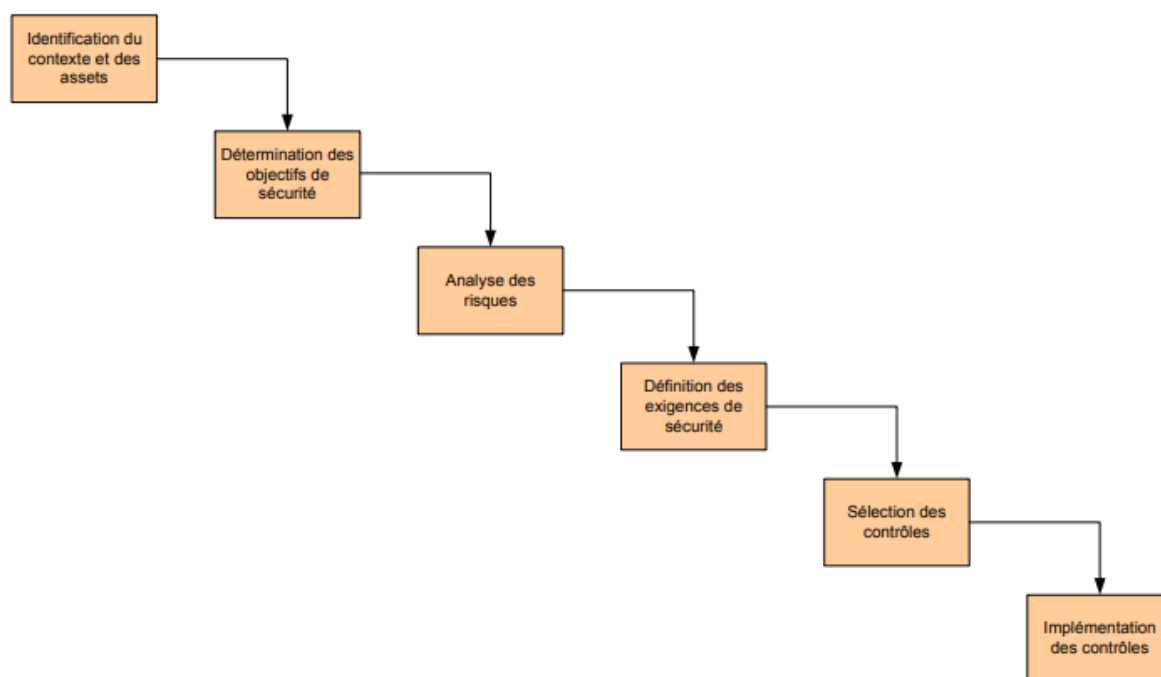 Identification du
contexte et des
assets
Détermination des
objectifs de
sécurité
Analyse des
risques
Définition des
exigences de
sécurité
Sélection des
contrôles
Implémentation
des contrôles